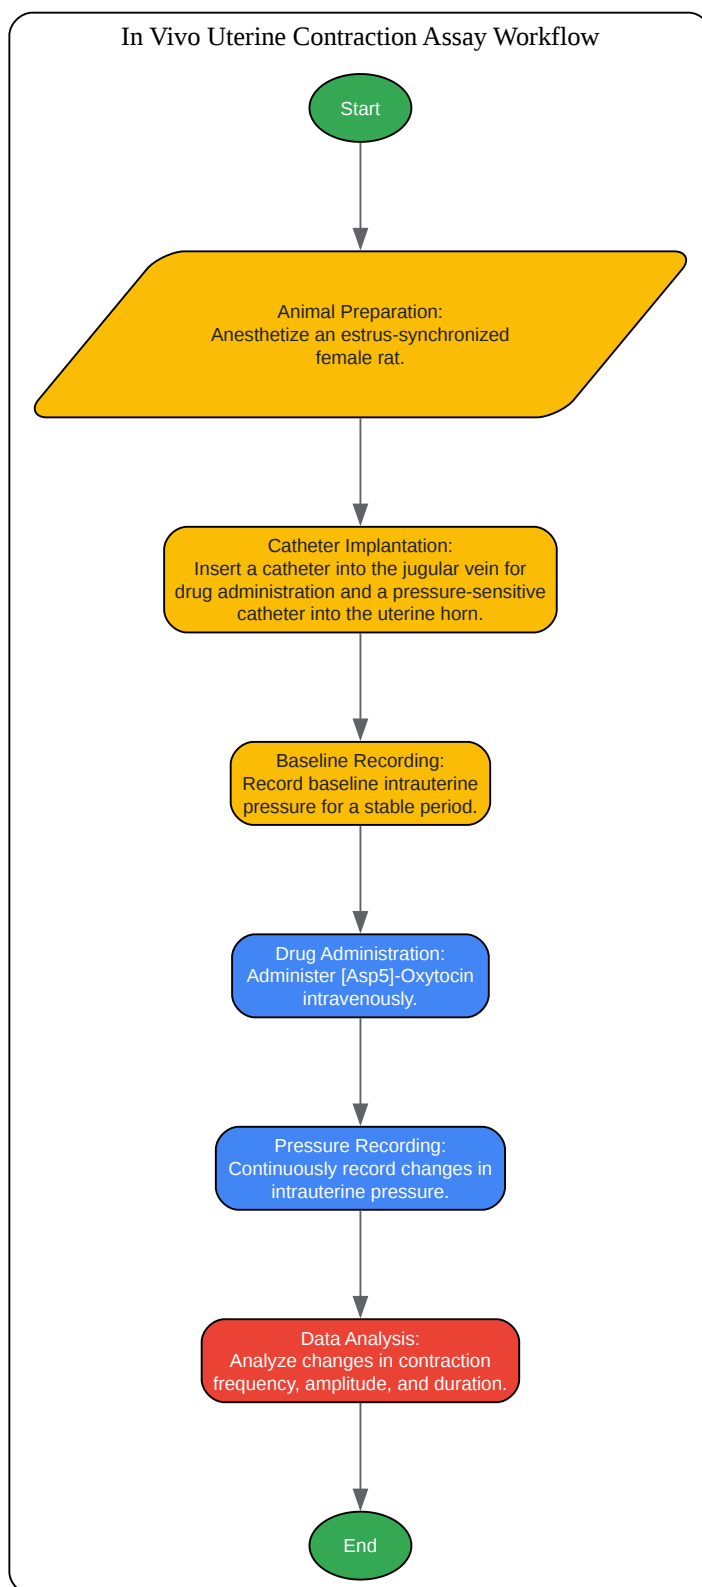 In Vivo Uterine Contraction Assay Workflow
Start
Animal Preparation:
Anesthetize an estrus-synchronized
female rat.
Catheter Implantation:
Insert a catheter into the jugular vein for
drug administration and a pressure-sensitive
catheter into the uterine horn.
Baseline Recording:
Record baseline intrauterine
pressure for a stable period.
Drug Administration:
Administer [Asp5]-Oxytocin
intravenously.
Pressure Recording:
Continuously record changes in
intrauterine pressure.
Data Analysis:
Analyze changes in contraction
frequency, amplitude, and duration.
End